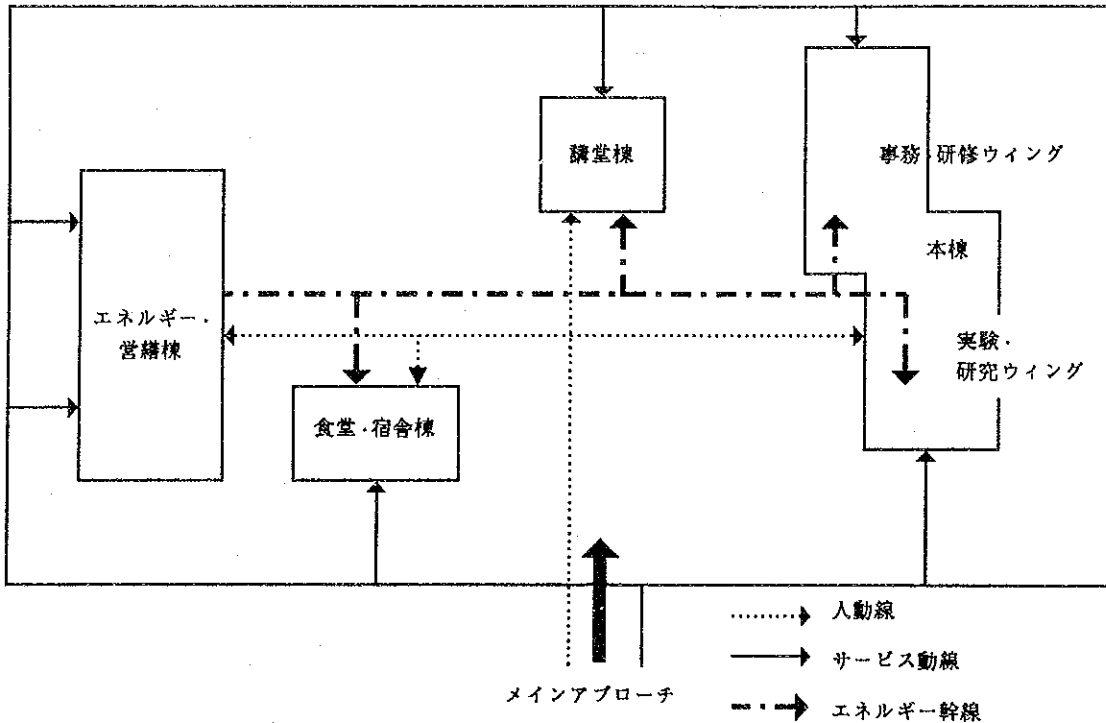 講堂棟
事務・研修ウィング
本棟
エネルギー・
営繕棟
実験・
研究ウィング
食堂・宿舎棟
人動線
サービス動線
メインアプローチ
エネルギー幹線